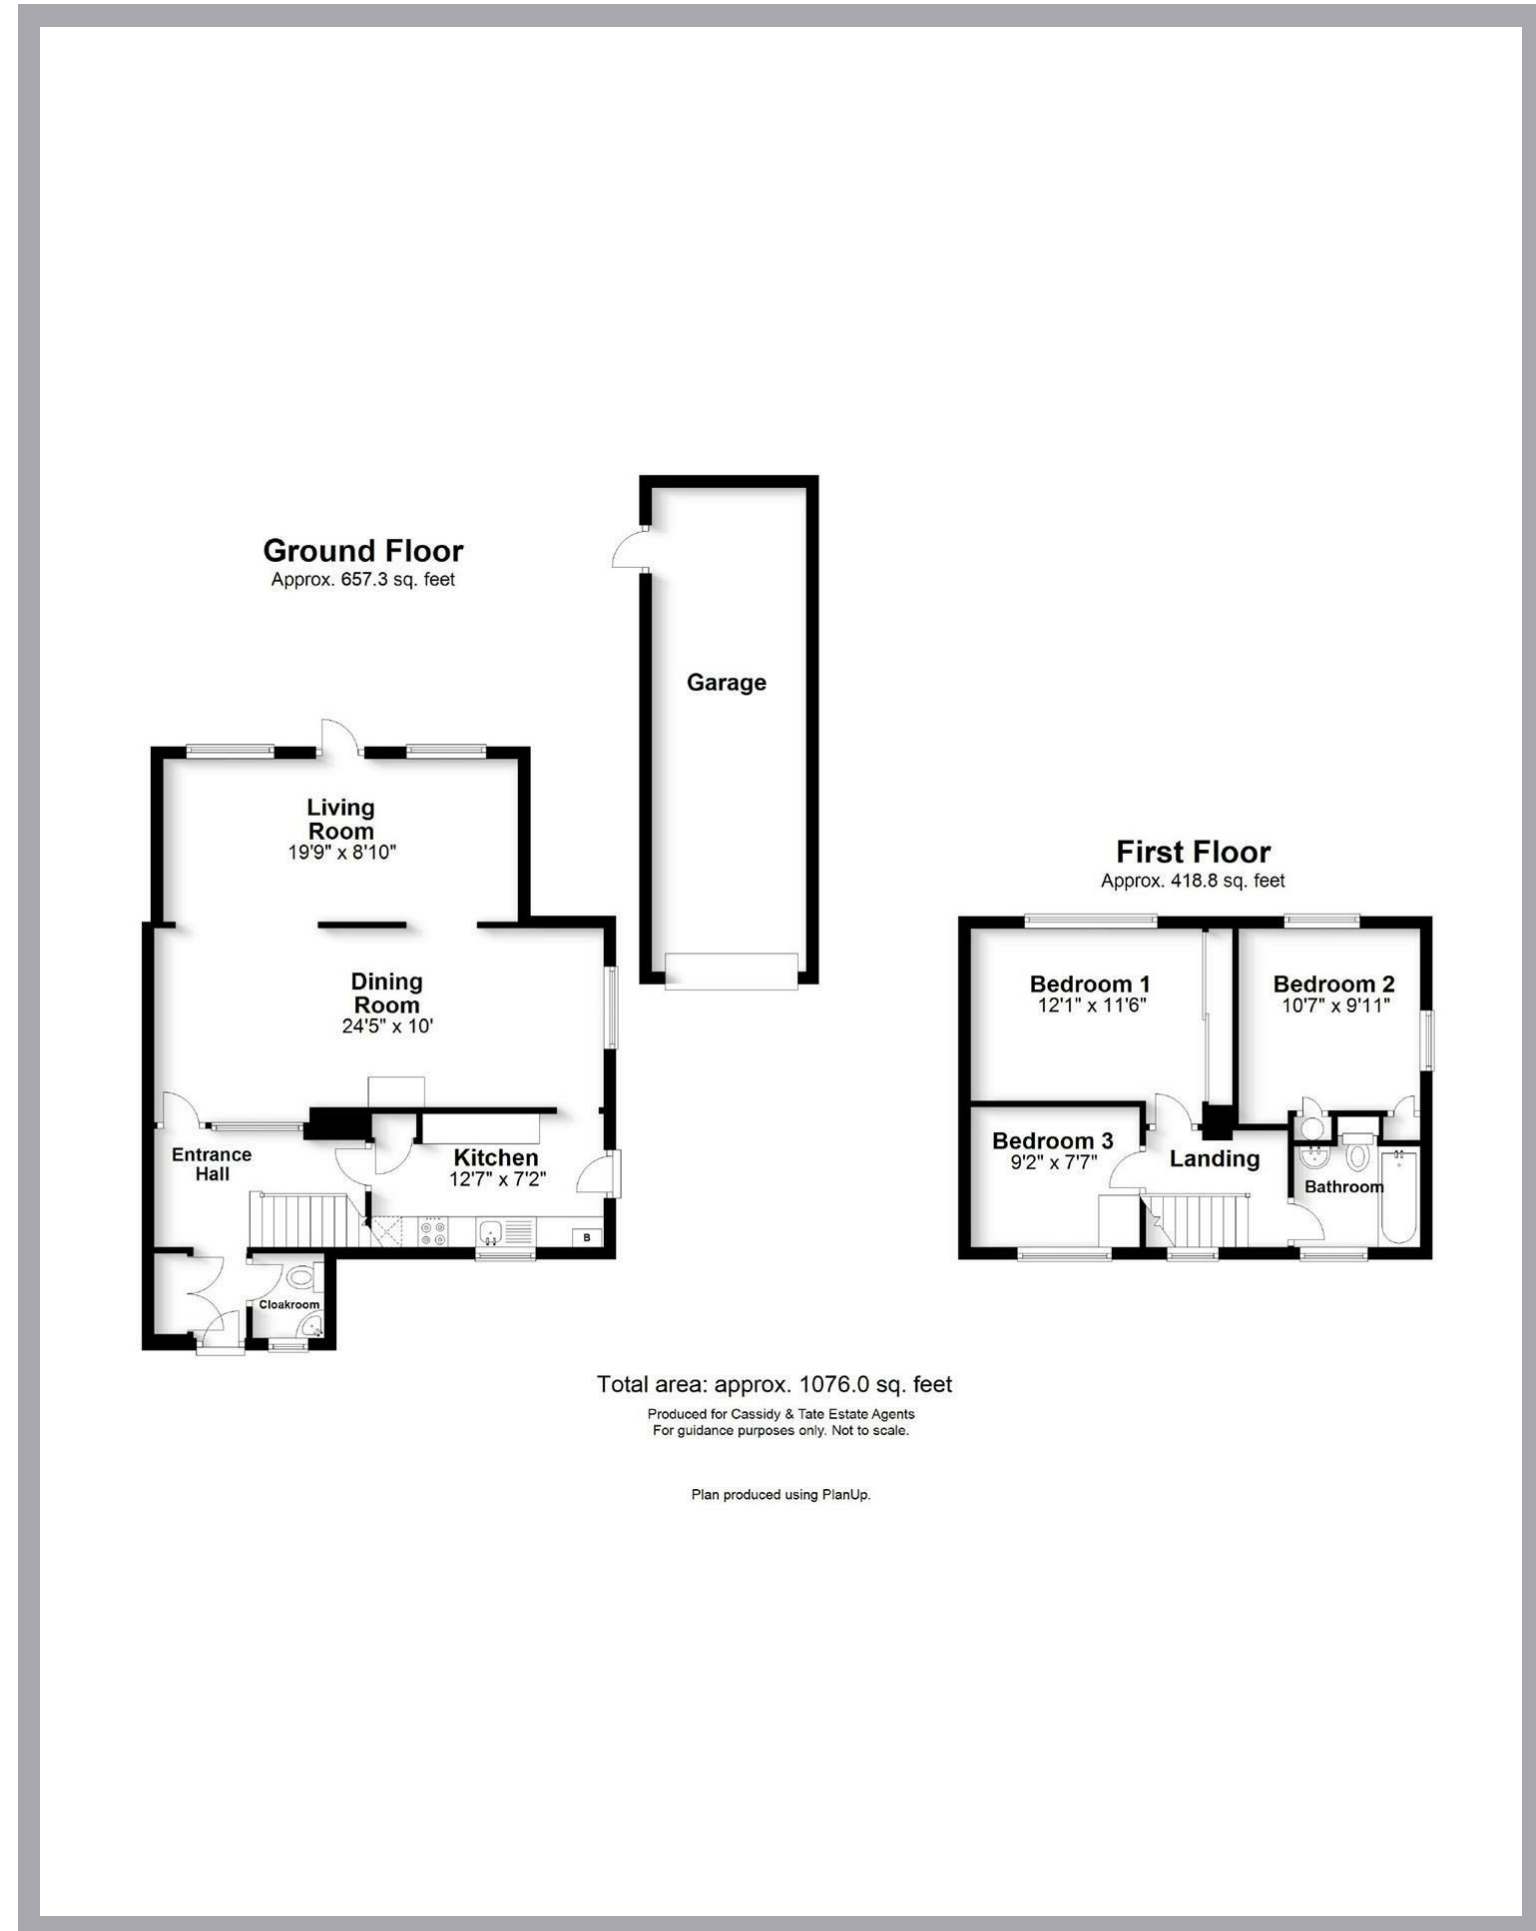 Ground Floor
Approx. 657.3 sq. feet
Garage
Living
Room
19'9" x 8'10"
Dining
Room
24'5" x 10'
Entrance
Hall
Kitchen
12'7" x 7'2"
B
Cloakroom
First Floor
Approx. 418.8 sq. feet
Bedroom 1
12'1" x 11'6"
Bedroom 2
10'7" x 9'11"
Bedroom 3
9'2" x 7'7"
Landing
Bathroom
Total area: approx. 1076.0 sq. feet
Produced for Cassidy & Tate Estate Agents
For guidance purposes only. Not to scale.
Plan produced using PlanUp.